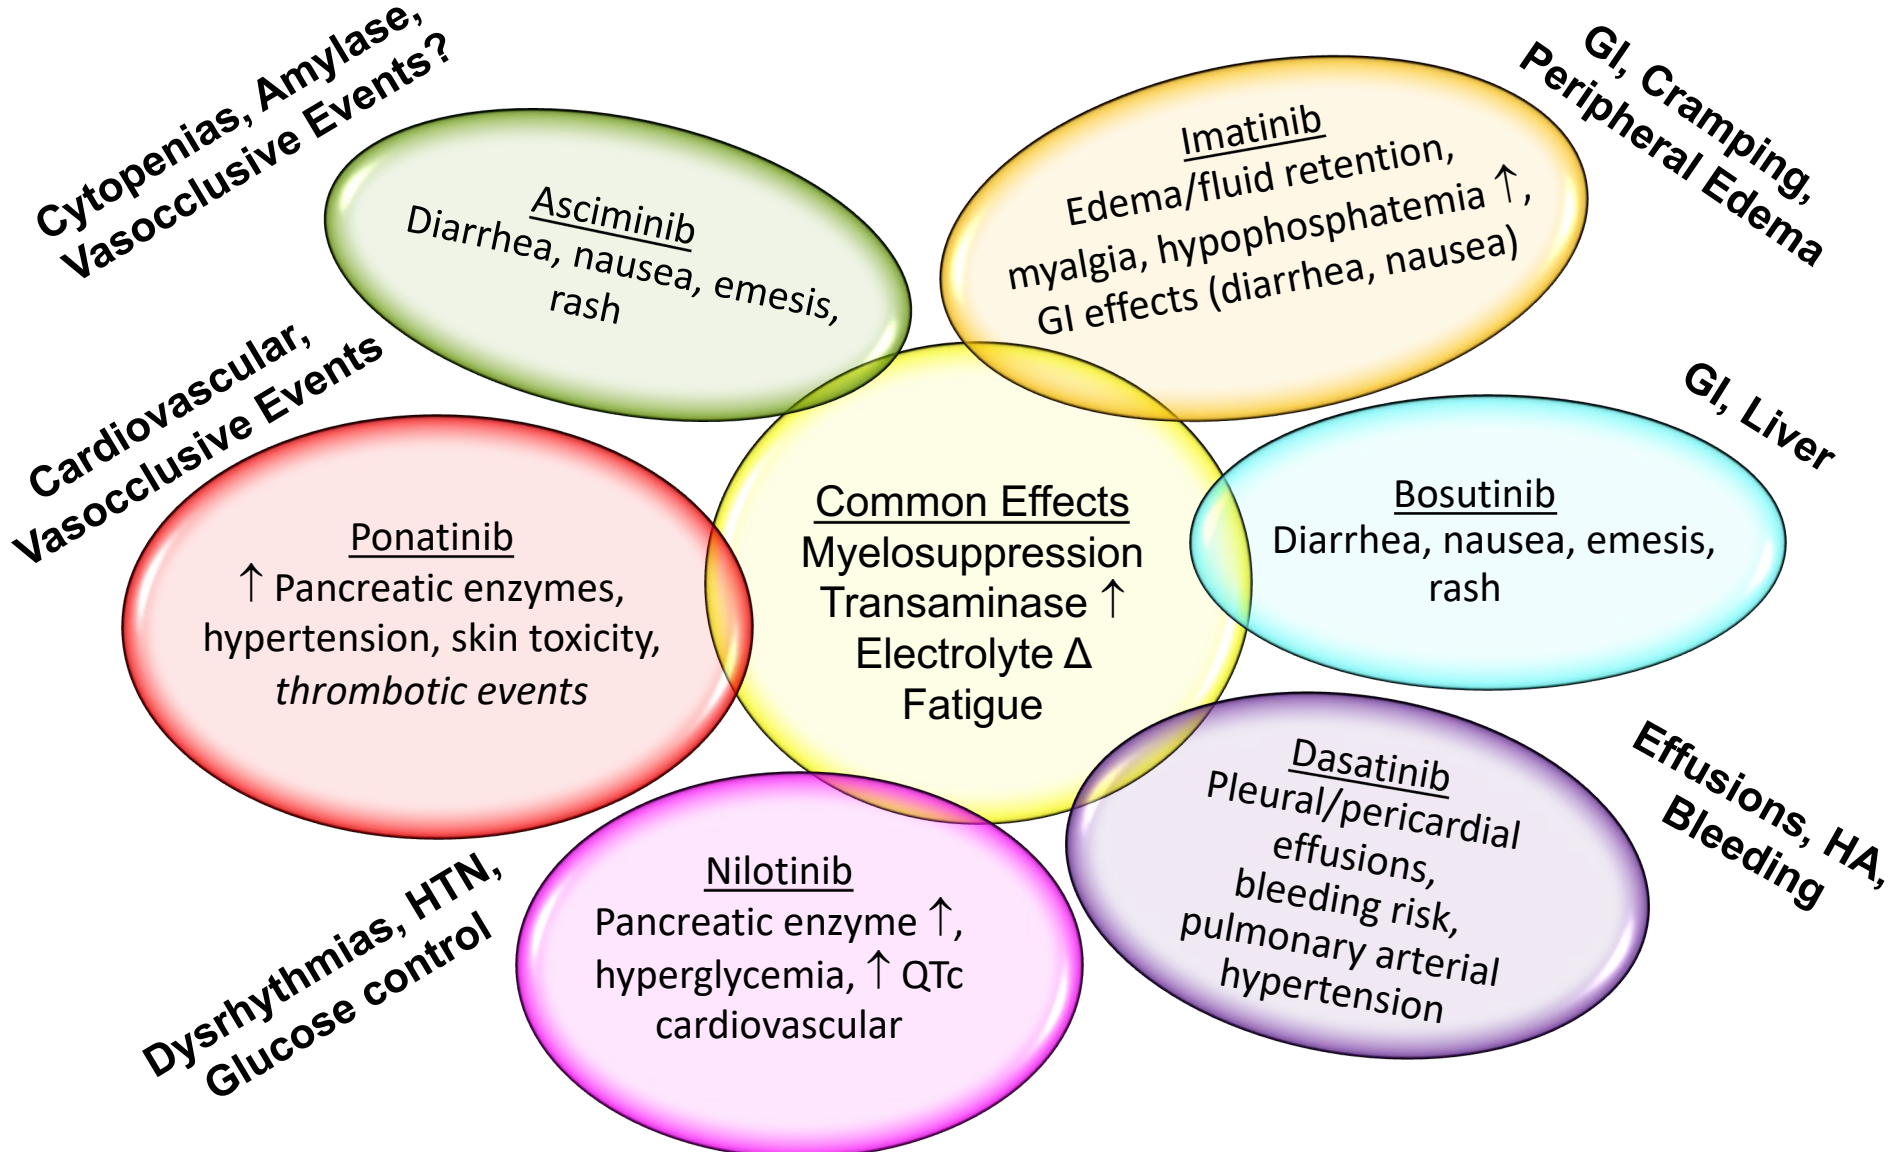 Cytopenias, Amylase,
Vasocclusive Events?
Asciminib
Diarrhea, nausea, emesis,
rash
GI, Cramping,
Peripheral Edema
Imatinib
Edema/fluid retention,
myalgia, hypophosphatemia ↑,
GI effects (diarrhea, nausea)
Cardiovascular,
Vasocclusive Events
Ponatinib
↑ Pancreatic enzymes,
hypertension, skin toxicity,
thrombotic events
Common Effects
Myelosuppression
Transaminase ↑
Electrolyte Δ
Fatigue
GI, Liver
Bosutinib
Diarrhea, nausea, emesis,
rash
Dysrhythmias, HTN,
Glucose control
Nilotinib
Pancreatic enzyme ↑,
hyperglycemia, ↑ QTc
cardiovascular
Effusions, HA,
Bleeding
Dasatinib
Pleural/pericardial
effusions,
bleeding risk,
pulmonary arterial
hypertension